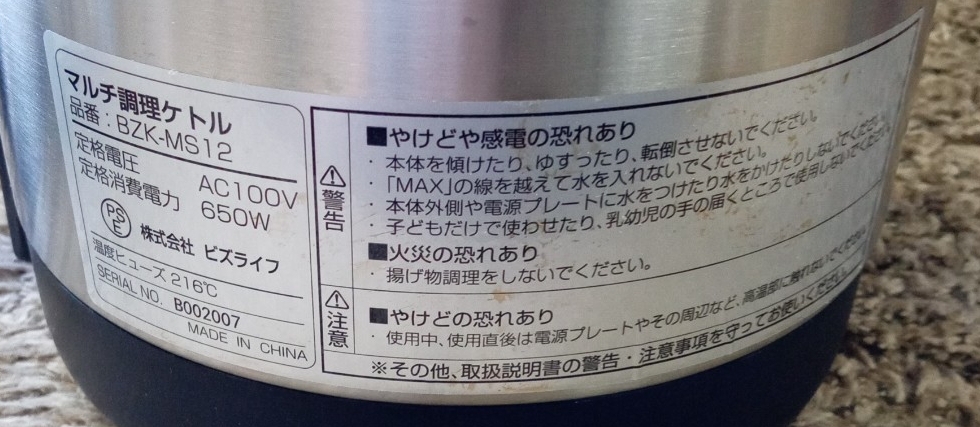 マルチ調理ケトル
品番：BZK-MS12
定格電圧 AC100V
定格消費電力 650W
PS
E
株式会社 ビズライフ
温度ヒューズ 216℃
SERIAL NO. B002007
MADE IN CHINA
警告
■やけどや感電の恐れあり
・本体を傾けたり、ゆすったり、転倒させないでください。
・「MAX」の線を越えて水を入れないでください。
・本体外側や電源プレートに水をつけたり水をかけたりしないでください。
・子どもだけで使わせたり、乳幼児の手の届くところで使用しないでください。
■火災の恐れあり
・揚げ物調理をしないでください。
注意
■やけどの恐れあり
・使用中、使用直後は電源プレートやその周辺など、高温部に触れないでください。
※その他、取扱説明書の警告・注意事項を守ってお使いください。